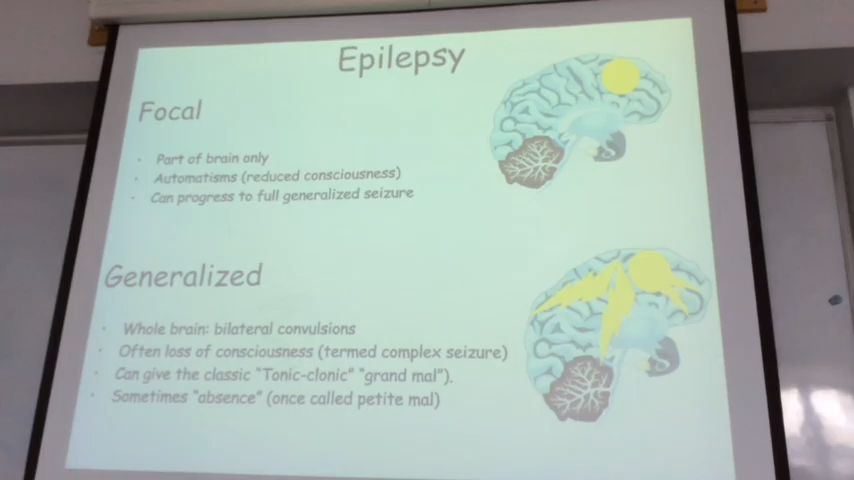 Epilepsy
Focal
• Part of brain only
• Automatisms (reduced consciousness)
• Can progress to full generalized seizure
Generalized
• Whole brain: bilateral convulsions
• Often loss of consciousness (termed complex seizure)
• Can give the classic "Tonic-clonic" "grand mal").
• Sometimes "absence" (once called petite mal)